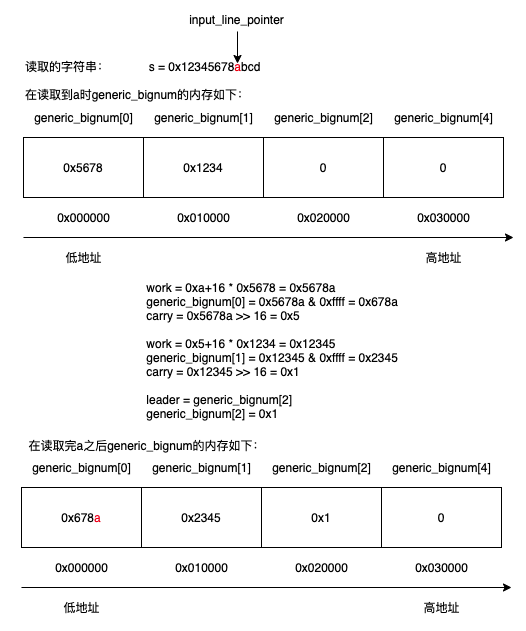 input_line_pointer
读取的字符串： s = 0x12345678abcd
在读取到a时generic_bignum的内存如下：
generic_bignum[0] generic_bignum[1] generic_bignum[2] generic_bignum[4]
0x5678 0x1234 0 0
0x000000 0x010000 0x020000 0x030000
低地址 高地址
work = 0xa+16 * 0x5678 = 0x5678a
generic_bignum[0] = 0x5678a & 0xffff = 0x678a
carry = 0x5678a >> 16 = 0x5
work = 0x5+16 * 0x1234 = 0x12345
generic_bignum[1] = 0x12345 & 0xffff = 0x2345
carry = 0x12345 >> 16 = 0x1
leader = generic_bignum[2]
generic_bignum[2] = 0x1
在读取完a之后generic_bignum的内存如下：
generic_bignum[0] generic_bignum[1] generic_bignum[2] generic_bignum[4]
0x678a 0x2345 0x1 0
0x000000 0x010000 0x020000 0x030000
低地址 高地址